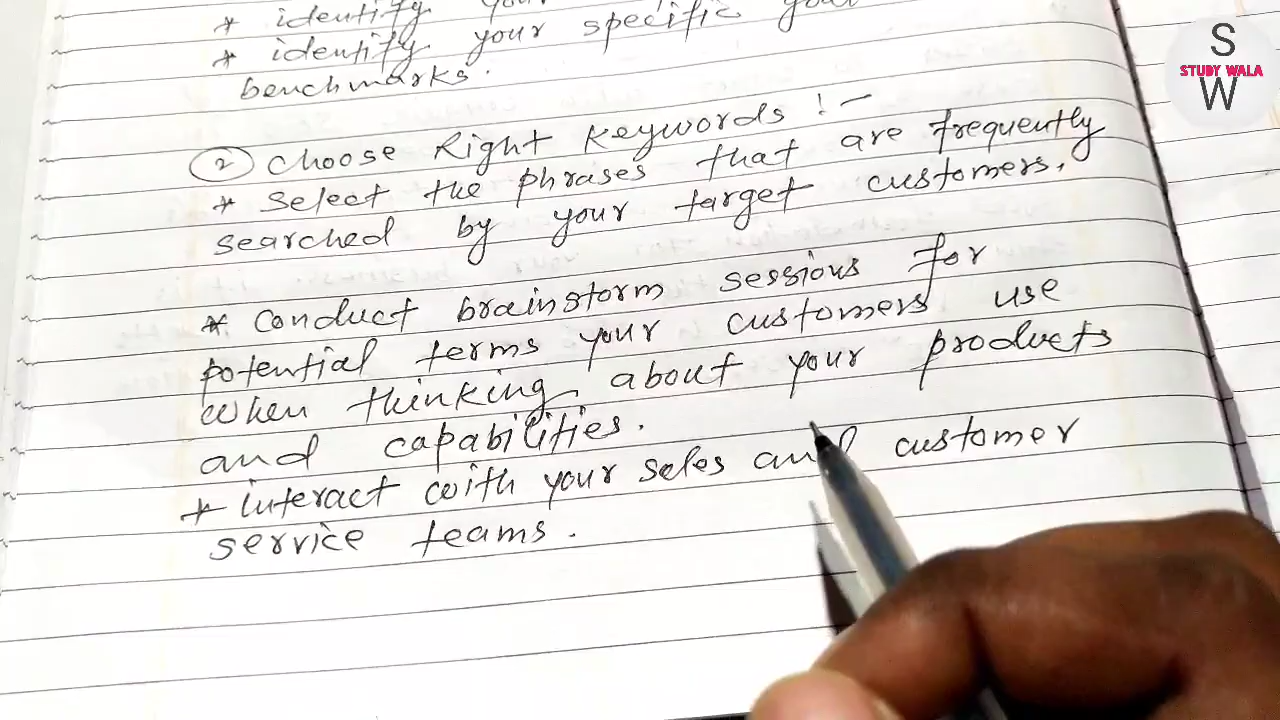 * identify your
* identify your specific goal
benchmarks.
S
STUDY WALA
W
② Choose Right Keywords :-
* Select the phrases that are frequently
searched by your target customers.
* Conduct brainstorm sessions for
potential terms your customers use
when thinking about your products
and capabilities.
* interact with your sales and customer
service teams.